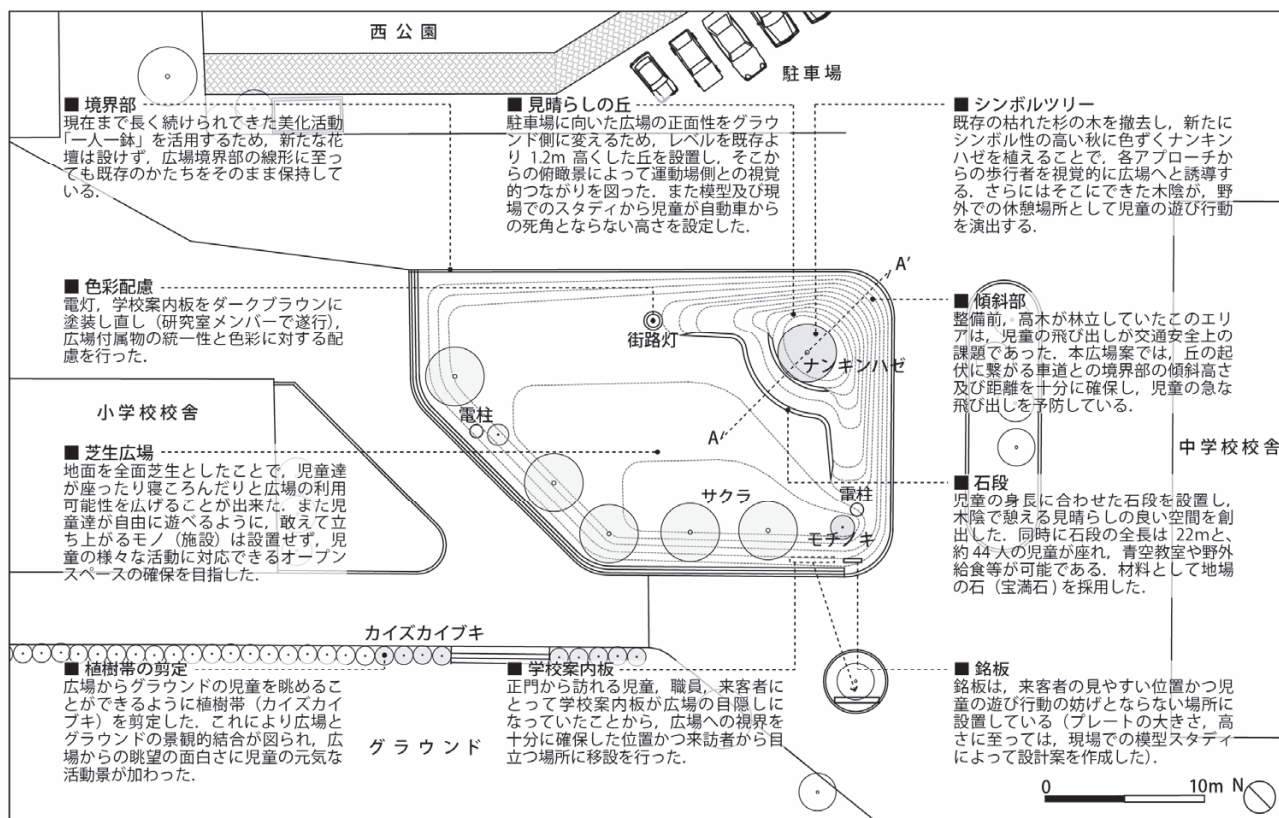 西公園
駐車場
■ 境界部
現在まで長く続けられてきた美化活動
「一人一鉢」を活用するため，新たな花
壇は設けず，広場境界部の線形に至っ
ても既存のかたちをそのまま保持して
いる．
■ 見晴らしの丘
駐車場に向いた広場の正面性をグラウ
ンド側に変えるため，レベルを既存よ
り 1.2m 高くした丘を設置し，そこか
らの俯瞰景によって運動場側との視覚
的つながりを図った．また模型及び現
場でのスタディから児童が自動車から
の死角とならない高さを設定した．
■ シンボルツリー
既存の枯れた杉の木を撤去し，新たに
シンボル性の高い秋に色ずくナンキン
ハゼを植えることで，各アプローチか
らの歩行者を視覚的に広場へと誘導す
る．さらにはそこにできた木陰が，野
外での休憩場所として児童の遊び行動
を演出する．
■ 色彩配慮
電灯，学校案内板をダークブラウンに
塗装し直し（研究室メンバーで遂行），
広場付属物の統一性と色彩に対する配
慮を行った．
街路灯
ナンキンハゼ
A'
A
■ 傾斜部
整備前，高木が林立していたこのエリ
アは，児童の飛び出しが交通安全上の
課題であった．本広場案では，丘の起
伏に繋がる車道との境界部の傾斜高さ
及び距離を十分に確保し，児童の急な
飛び出しを予防している．
小学校校舎
電柱
中学校校舎
■ 芝生広場
地面を全面芝生としたことで，児童達
が座ったり寝ころんだりと広場の利用
可能性を広げることが出来た．また児
童達が自由に遊べるように，敢えて立
ち上がるモノ（施設）は設置せず，児
童の様々な活動に対応できるオープン
スペースの確保を目指した．
サクラ
電柱
モチノキ
■ 石段
児童の身長に合わせた石段を設置し，
木陰で憩える見晴らしの良い空間を創
出した．同時に石段の全長は 22mと，
約 44 人の児童が座れ，青空教室や野外
給食等が可能である．材料として地場
の石（宝満石）を採用した．
カイズカイブキ
■ 植樹帯の剪定
広場からグラウンドの児童を眺めるこ
とができるように植樹帯（カイズカイ
ブキ）を剪定した．これにより広場と
グラウンドの景観的結合が図られ，広
場からの眺望の面白さに児童の元気な
活動景が加わった．
グラウンド
■ 学校案内板
正門から訪れる児童，職員，来客者に
とって学校案内板が広場の目隠しに
なっていたことから，広場への視界を
十分に確保した位置かつ来訪者から目
立つ場所に移設を行った．
■ 銘板
銘板は，来客者の見やすい位置かつ児
童の遊び行動の妨げとならない場所に
設置している（プレートの大きさ，高
さに至っては，現場での模型スタディ
によって設計案を作成した）．
0 10m N